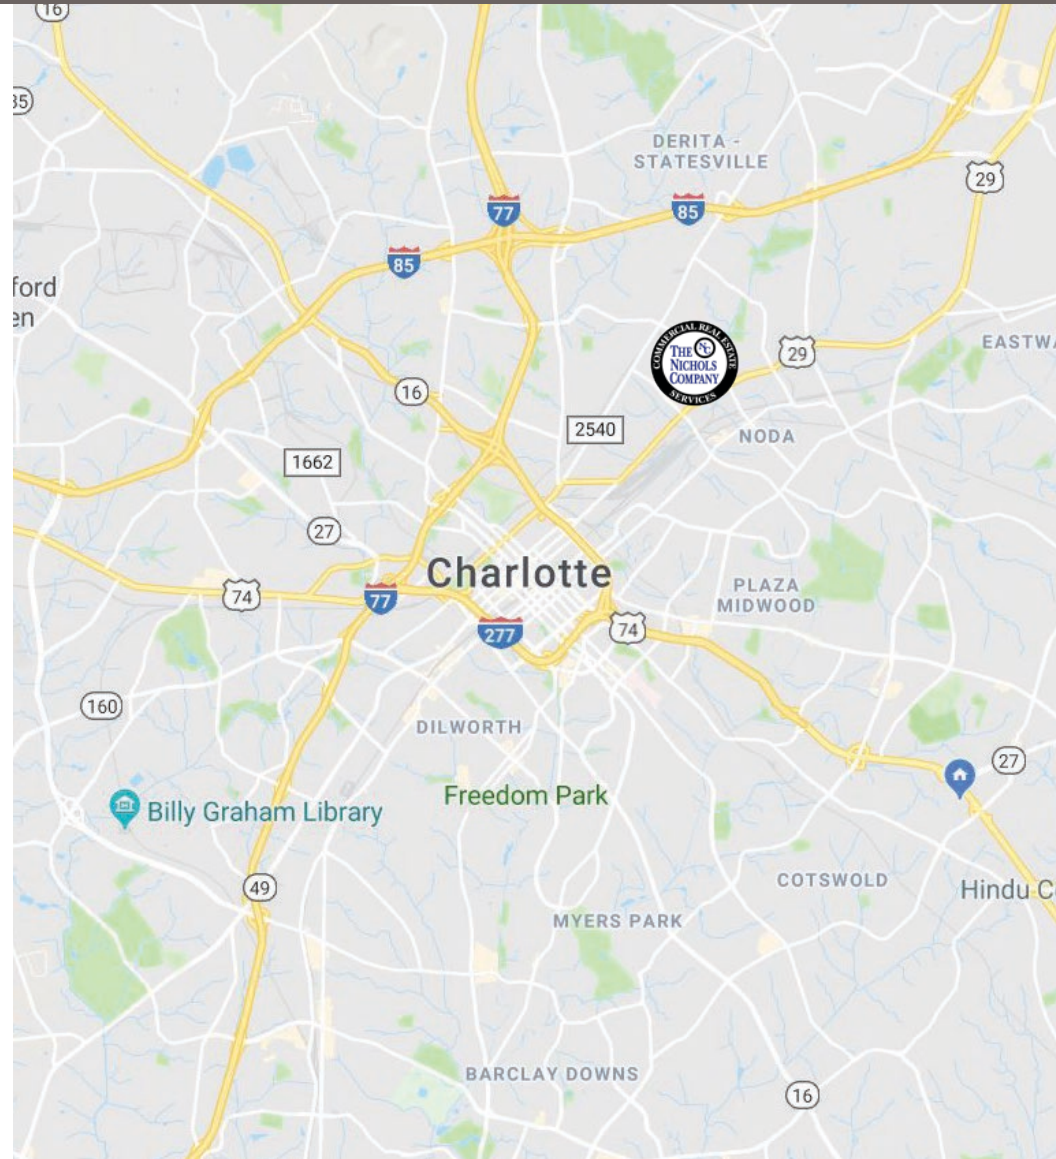 16
85
DERITA -
STATESVILLE
29
77
85
85
ford
en
COMMERCIAL REAL ESTATE
NC
THE
NICHOLS
COMPANY
SERVICES
29
EASTWA
16
2540
NODA
1662
27
Charlotte
74
77
PLAZA
MIDWOOD
277
74
160
DILWORTH
27
Freedom Park
Billy Graham Library
COTSWOLD
49
Hindu C
MYERS PARK
BARCLAY DOWNS
16